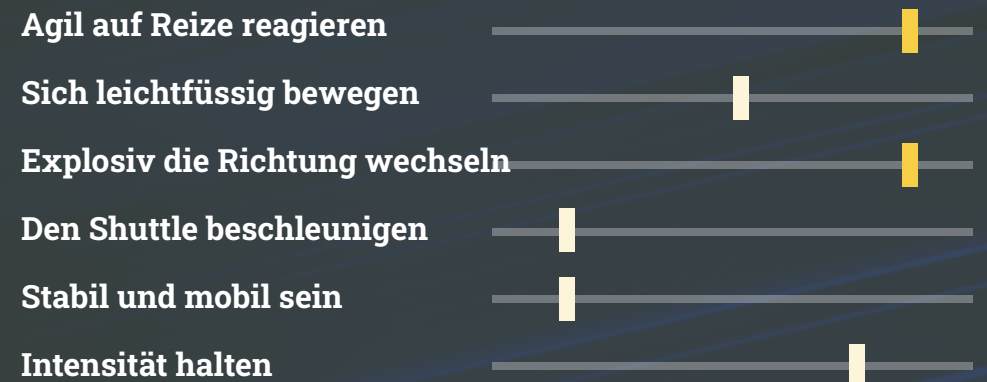 Agil auf Reize reagieren
Sich leichtfüssig bewegen
Explosiv die Richtung wechseln
Den Shuttle beschleunigen
Stabil und mobil sein
Intensität halten